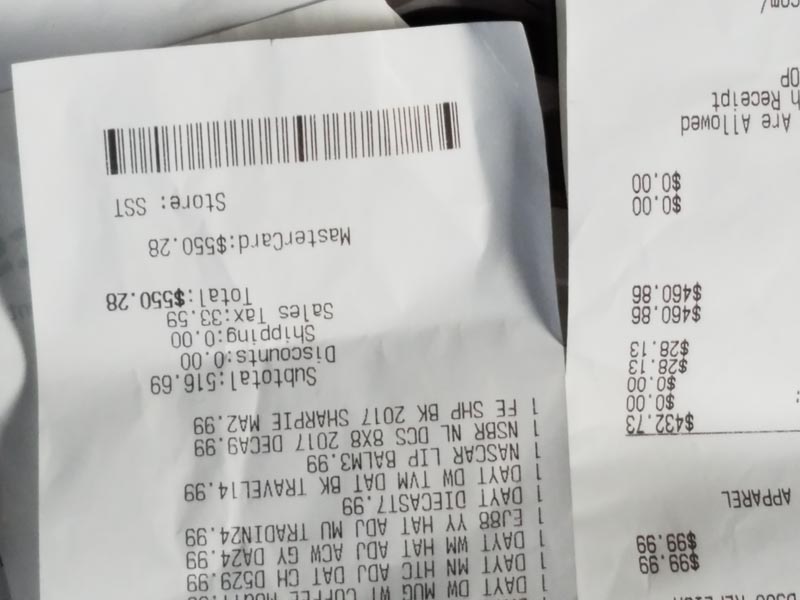 1 DAYT DW MUG WT COFFEE
1 DAYT MN HTC ADJ DAT CH D529.99
1 DAYT WM HAT ADJ ACW GY DA24.99
1 EJ88 YY HAT ADJ MU TRADIN24.99
1 DAYT DIECAST7.99
1 DAYT DW TVM DAT BK TRAVEL14.99
1 NASCAR LIP BALM3.99
1 NSBR NL DCS 8X8 2017 DECA9.99
1 FE SHP BK 2017 SHARPIE MA2.99
Subtotal:516.69
Discounts:0.00
Shipping:0.00
Sales Tax:33.59
Total:$550.28
MasterCard:$550.28
Store: SST
$99.99
$99.99
APPAREL
$432.73
$0.00
$0.00
$28.13
$28.13
$460.86
$460.86
$0.00
$0.00
Are Allowed
h Receipt
OP
com/